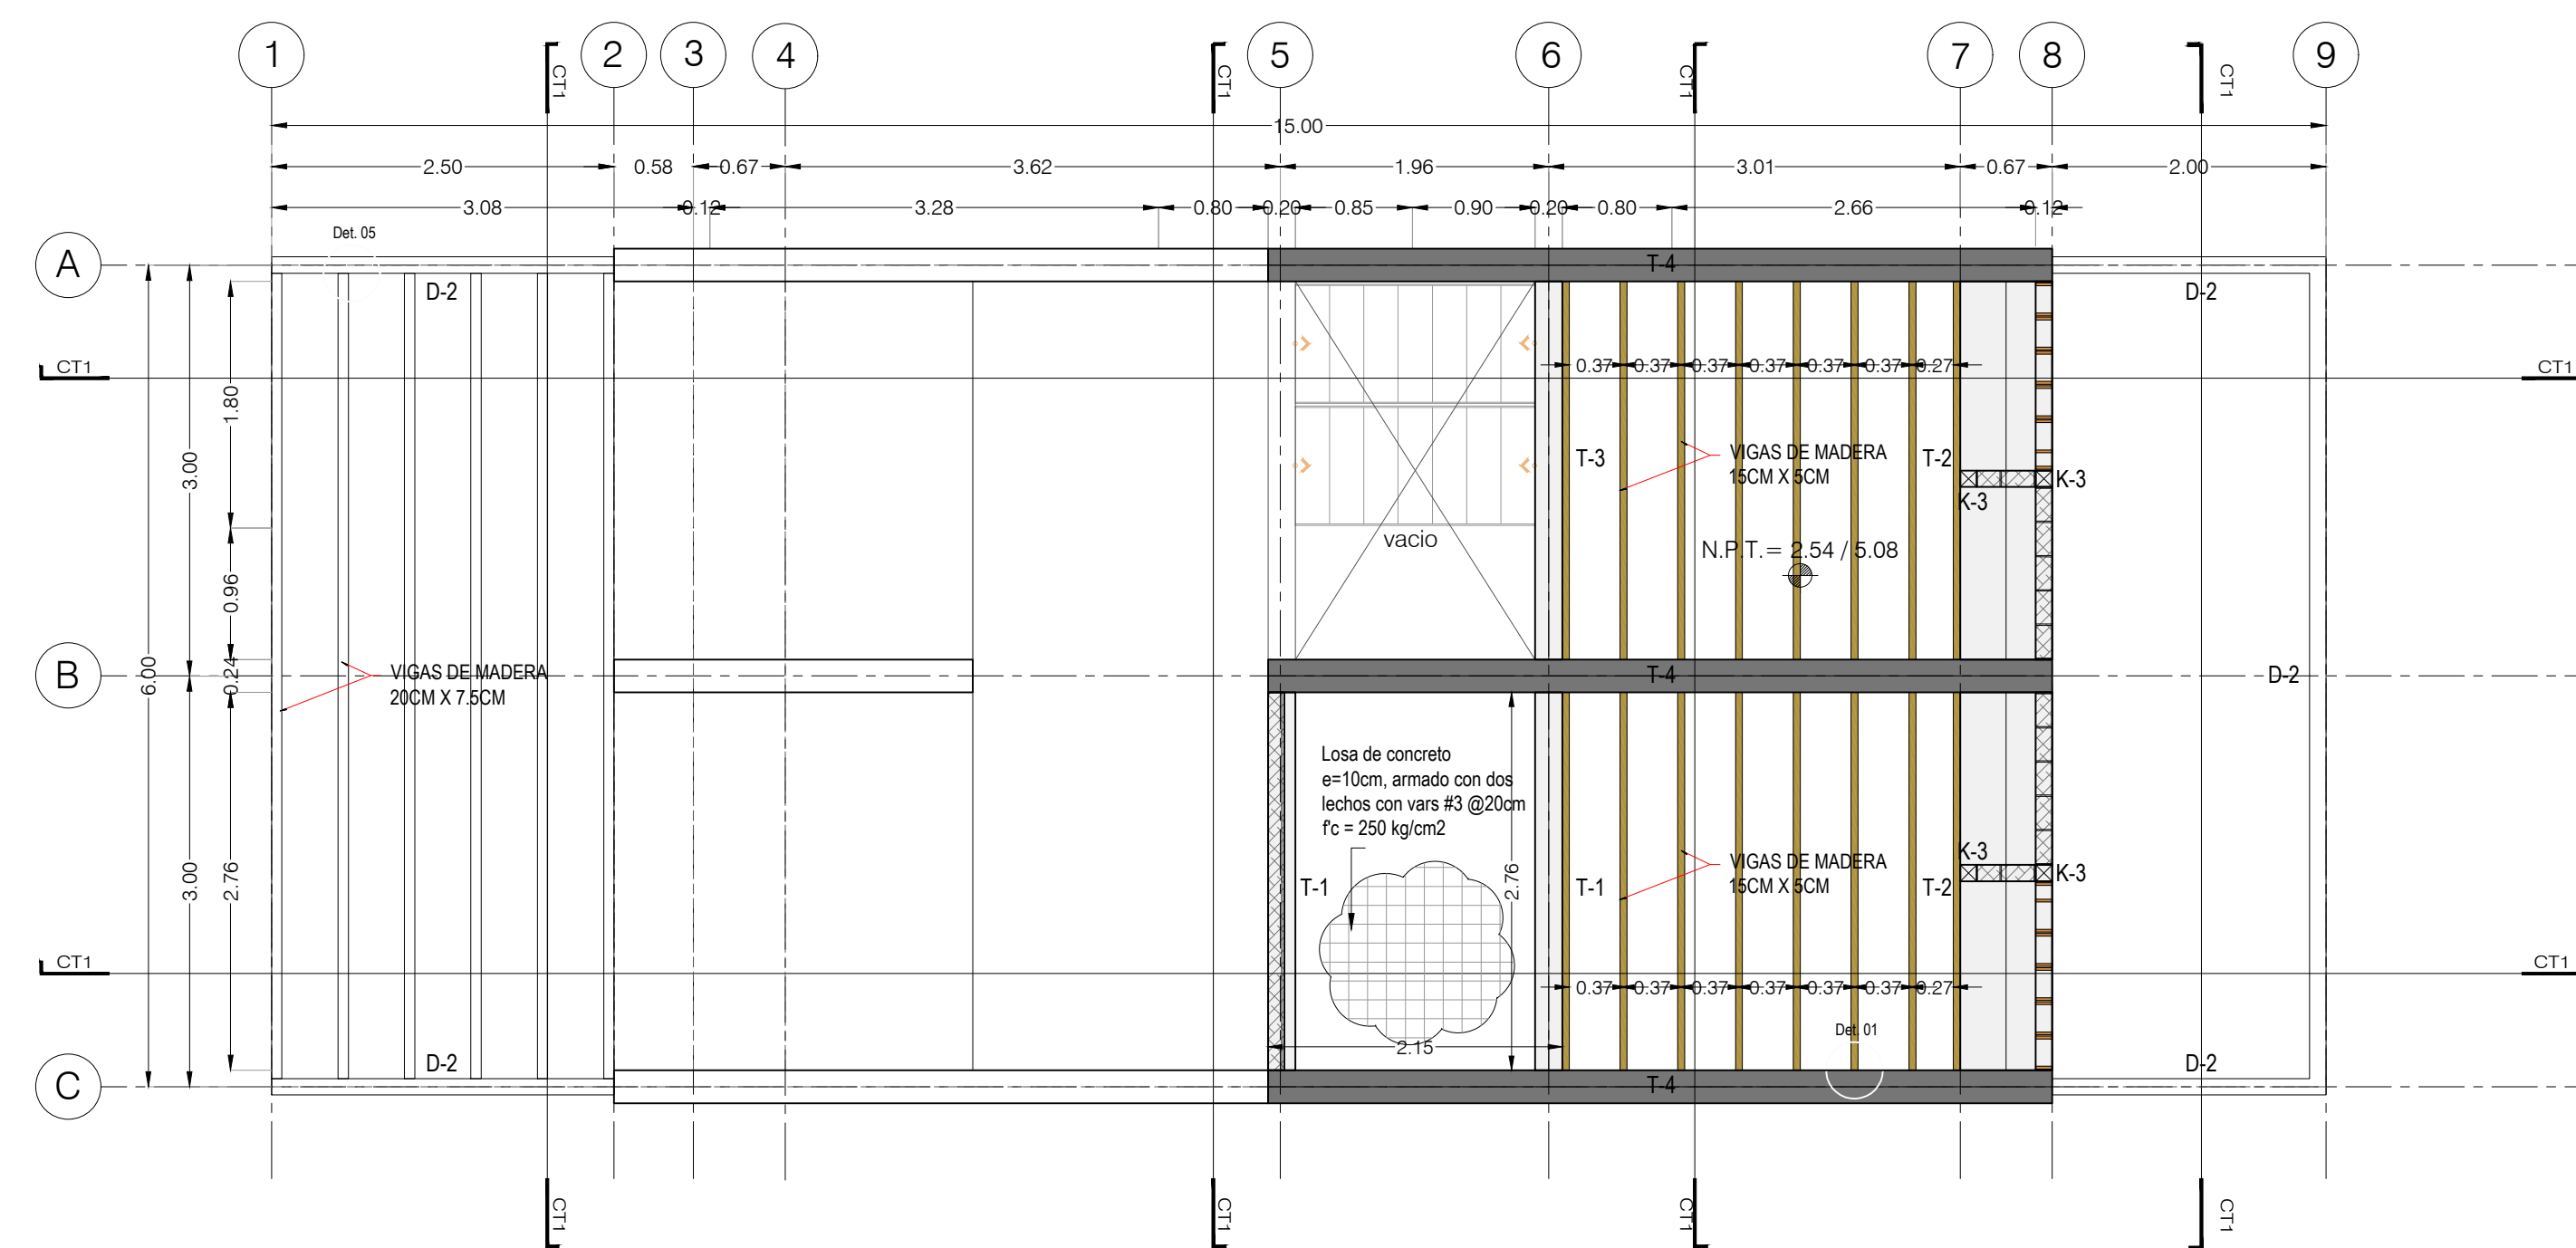 1 2 3 4 5 6 7 8 9
CT1 CT1 CT1 CT1
15.00
2.50 0.58 0.67 3.62 1.96 3.01 0.67 2.00
3.08 0.12 3.28 0.80 0.20 0.85 0.90 0.20 0.80 2.66 0.12
Det. 05
A
T-4
D-2
D-2
CT1
CT1
0.37 0.37 0.37 0.37 0.37 0.37 0.27
1.80
3.00
T-3
VIGAS DE MADERA
15CM X 5CM
T-2
K-3
K-3
vacio
N.P.T.= 2.54 / 5.08
0.96
B
6.00
0.24
VIGAS DE MADERA
20CM X 7.5CM
T-4
D-2
Losa de concreto
e=10cm, armado con dos
lechos con vars #3 @20cm
f'c = 250 kg/cm2
3.00
2.76
T-1
2.76
T-1
VIGAS DE MADERA
15CM X 5CM
T-2
K-3
K-3
CT1
CT1
0.37 0.37 0.37 0.37 0.37 0.37 0.27
Det. 01
2.15
D-2
D-2
C
T-4
CT1 CT1 CT1 CT1